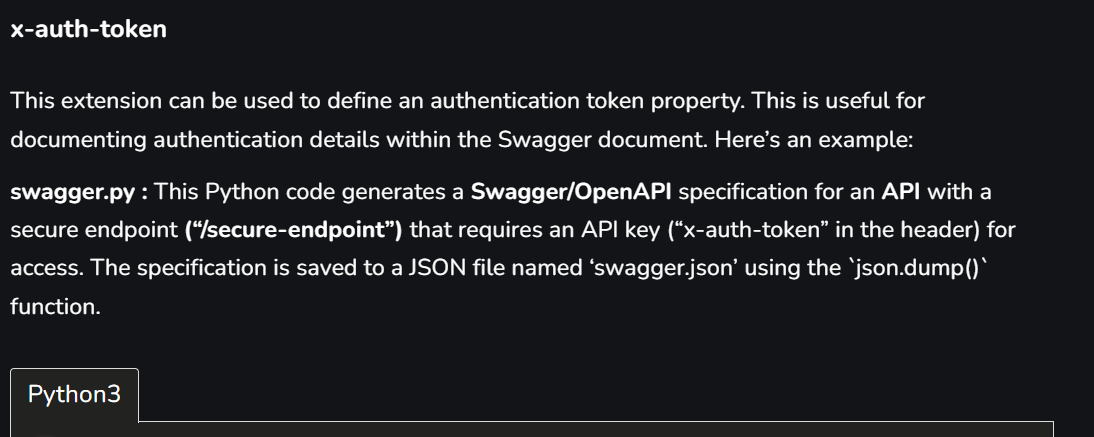 x-auth-token
This extension can be used to define an authentication token property. This is useful for
documenting authentication details within the Swagger document. Here’s an example:
swagger.py : This Python code generates a Swagger/OpenAPI specification for an API with a
secure endpoint (“/secure-endpoint”) that requires an API key (“x-auth-token” in the header) for
access. The specification is saved to a JSON file named ‘swagger.json’ using the `json.dump()`
function.
Python3